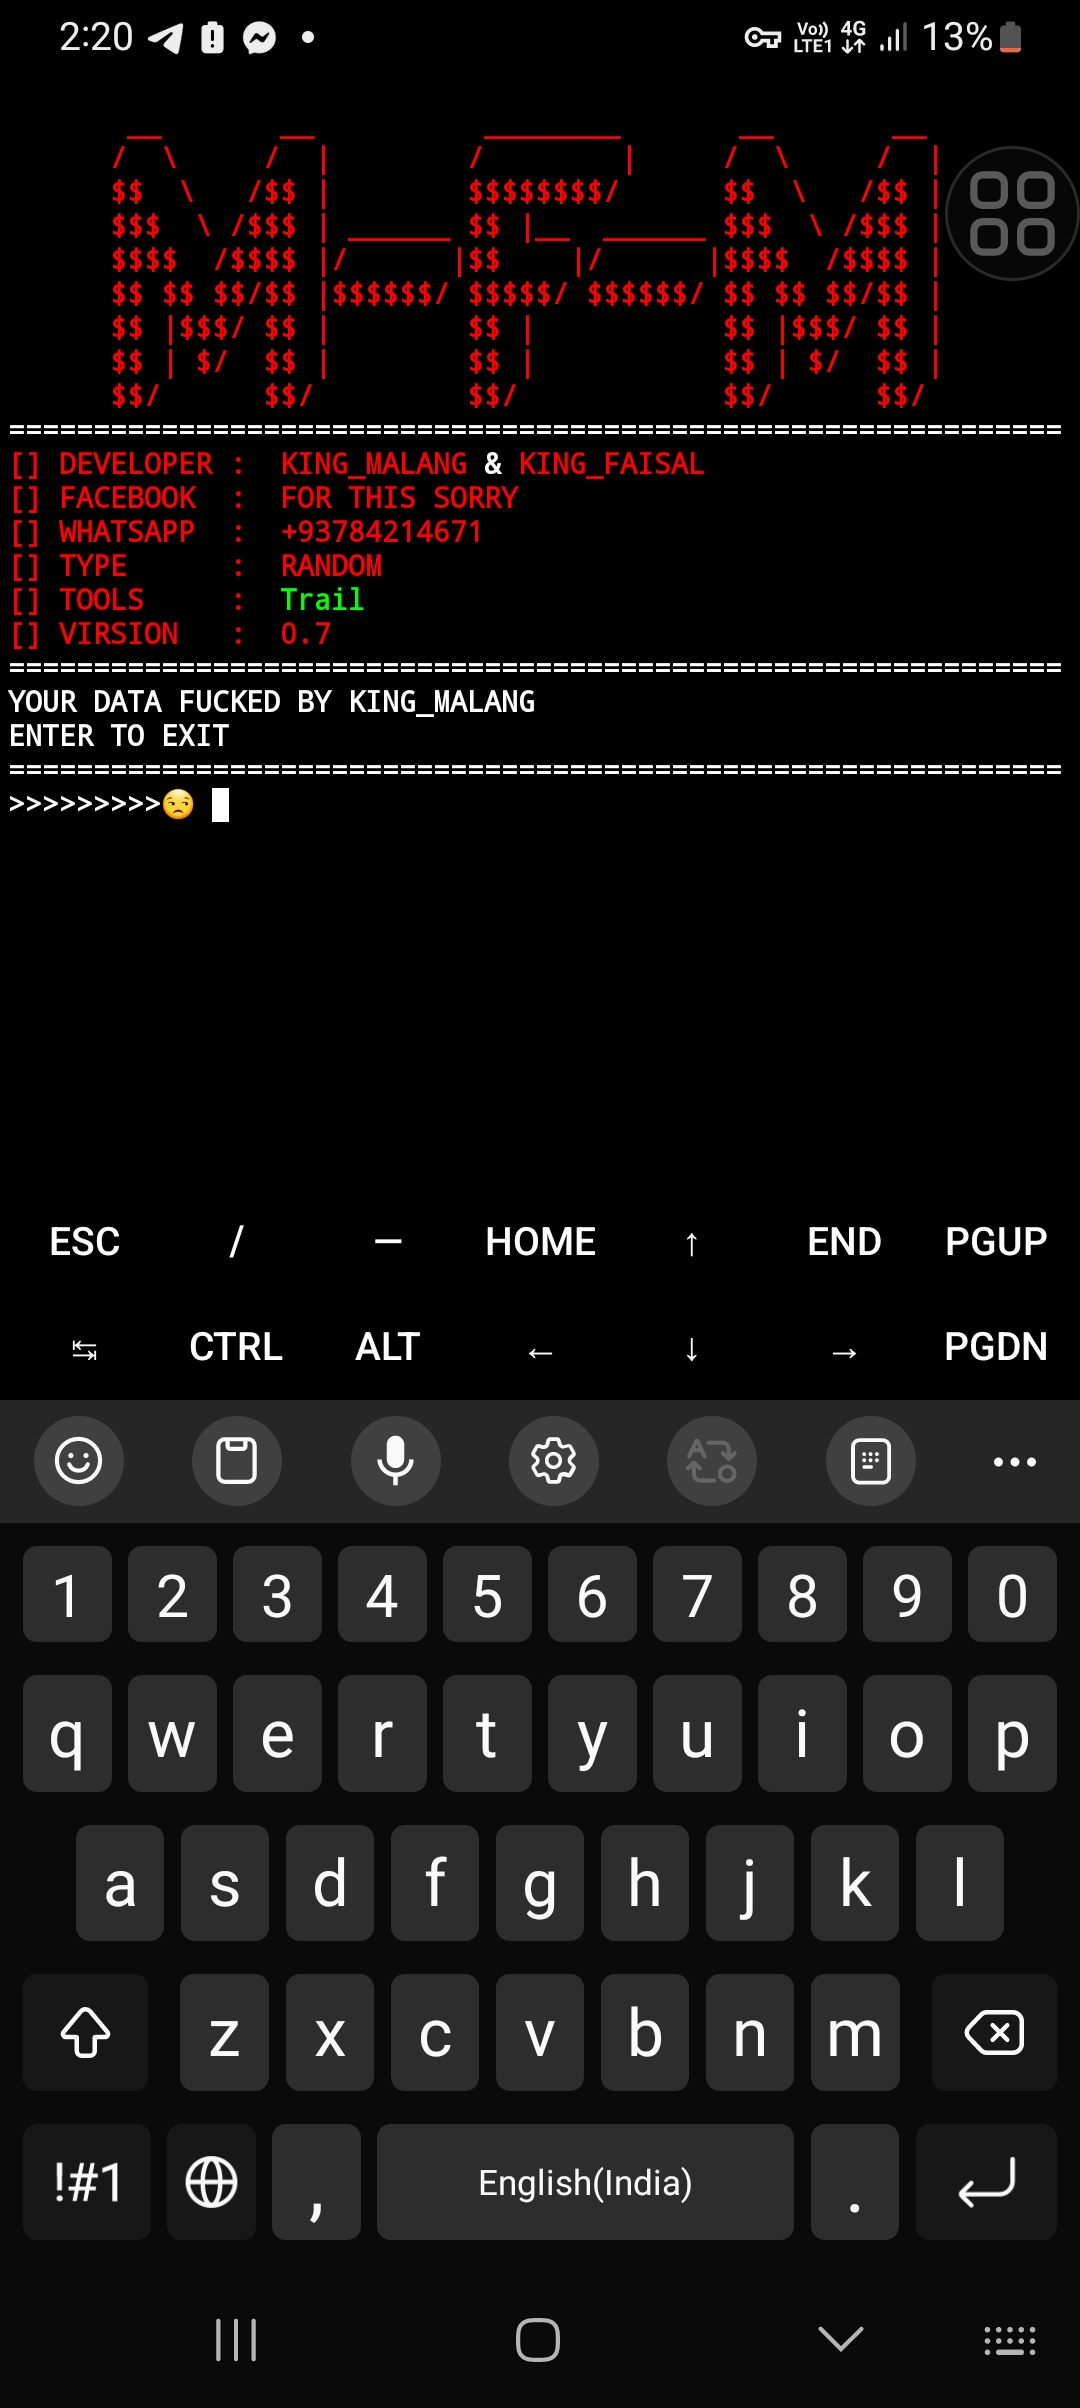 2:20 Vo)) LTE1 4G 13%
__       __          ________       __       __
/  \     /  |        /        |     /  \     /  |
$$  \   /$$ |        $$$$$$$$/      $$  \   /$$ |
$$$  \ /$$$ | ______ $$ |__  ______ $$$  \ /$$$ |
$$$$  /$$$$ |/      |$$    |/      |$$$$  /$$$$ |
$$ $$ $$/$$ |$$$$$$/ $$$$$/ $$$$$$/ $$ $$ $$/$$ |
$$ |$$$/ $$ |        $$ |           $$ |$$$/ $$ |
$$ | $/  $$ |        $$ |           $$ | $/  $$ |
$$/      $$/         $$/            $$/      $$/
==============================================================
[] DEVELOPER :  KING_MALANG & KING_FAISAL
[] FACEBOOK  :  FOR THIS SORRY
[] WHATSAPP  :  +93784214671
[] TYPE      :  RANDOM
[] TOOLS     :  Trail
[] VIRSION   :  0.7
==============================================================
YOUR DATA FUCKED BY KING_MALANG
ENTER TO EXIT
==============================================================
>>>>>>>>>😒
ESC / — HOME ↑ END PGUP
↹ CTRL ALT ← ↓ → PGDN
1 2 3 4 5 6 7 8 9 0
q w e r t y u i o p
a s d f g h j k l
z x c v b n m
!#1 , English(India) .